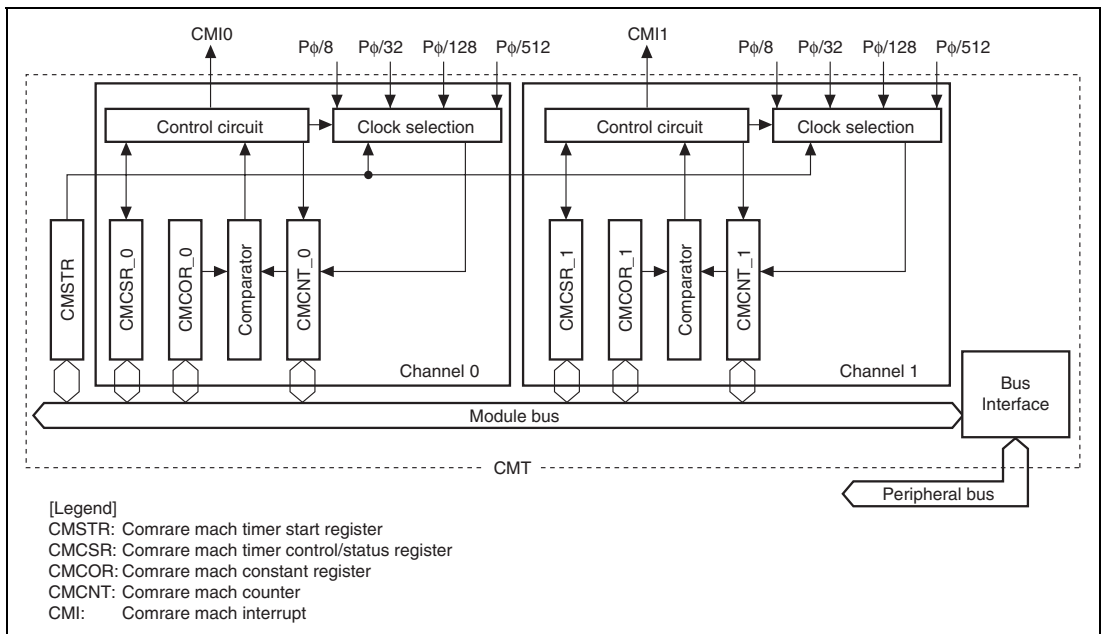 CMI0 Pϕ/8 Pϕ/32 Pϕ/128 Pϕ/512 CMI1 Pϕ/8 Pϕ/32 Pϕ/128 Pϕ/512
Control circuit Clock selection Control circuit Clock selection
CMSTR CMCSR_0 CMCOR_0 Comparator CMCNT_0 CMCSR_1 CMCOR_1 Comparator CMCNT_1
Channel 0 Channel 1
Bus
Interface
Module bus
CMT
Peripheral bus
[Legend]
CMSTR: Comrare mach timer start register
CMCSR: Comrare mach timer control/status register
CMCOR: Comrare mach constant register
CMCNT: Comrare mach counter
CMI: Comrare mach interrupt